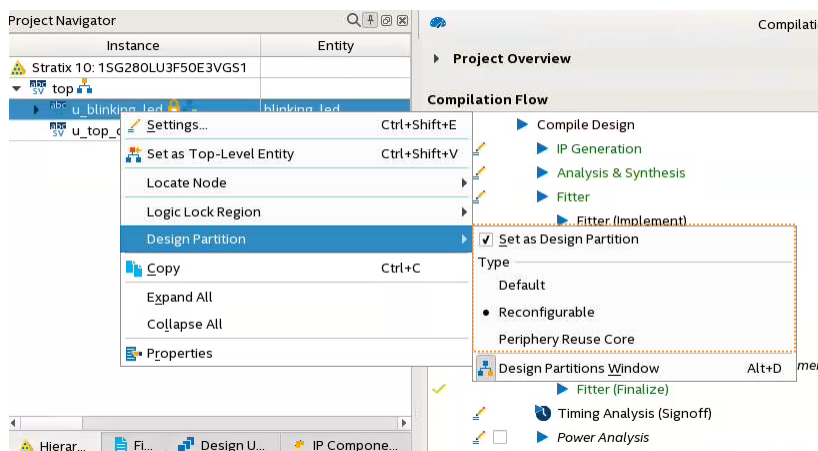 Project Navigator
Instance Entity
Stratix 10: 1SG280LU3F50E3VGS1
top
u_blinking_led blinking_led
u_top_
Settings... Ctrl+Shift+E
Set as Top-Level Entity Ctrl+Shift+V
Locate Node
Logic Lock Region
Design Partition
Copy Ctrl+C
Expand All
Collapse All
Properties
Set as Design Partition
Type
Default
Reconfigurable
Periphery Reuse Core
Design Partitions Window Alt+D
Compilati
Project Overview
Compilation Flow
Compile Design
IP Generation
Analysis & Synthesis
Fitter
Fitter (Implement)
Fitter (Finalize)
Timing Analysis (Signoff)
Power Analysis
Hierar... Fi... Design U... IP Compone...